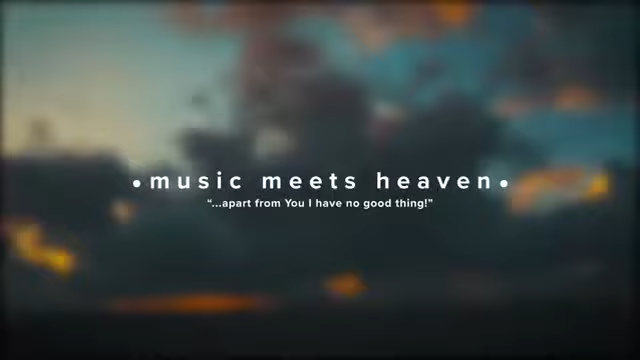 •music meets heaven•
“...apart from You I have no good thing!”